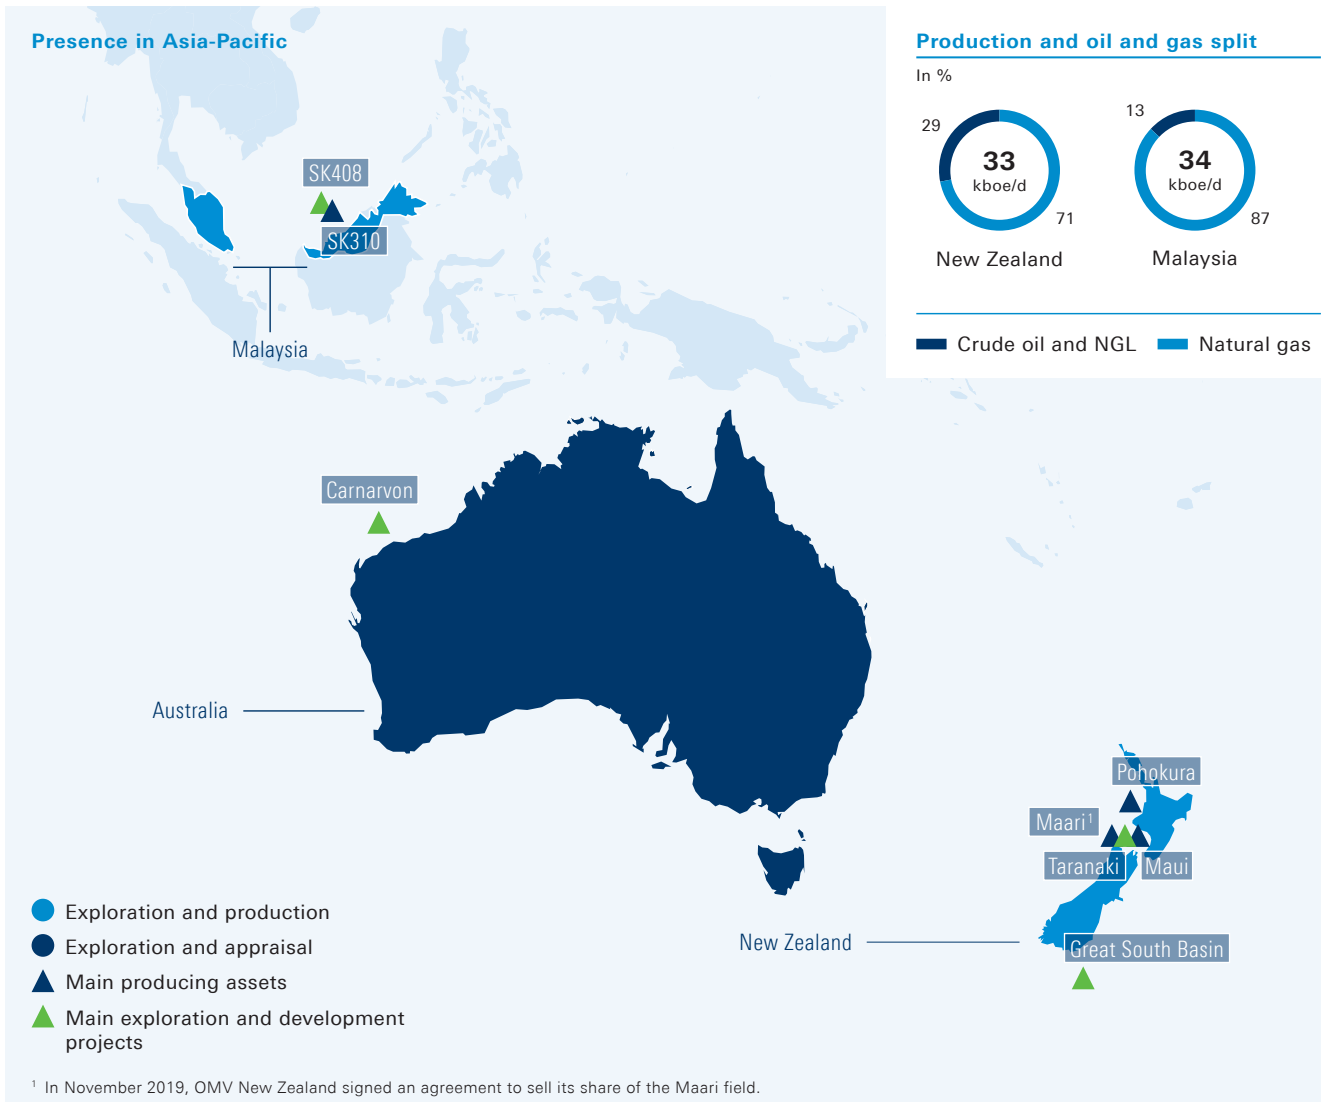 Presence in Asia-Pacific
Production and oil and gas split
In %
29
33
kboe/d
71
New Zealand
13
34
kboe/d
87
Malaysia
Crude oil and NGL
Natural gas
SK408
SK310
Malaysia
Carnarvon
Australia
Pohokura
Maari¹
Taranaki
Maui
New Zealand
Great South Basin
Exploration and production
Exploration and appraisal
Main producing assets
Main exploration and development
projects
¹ In November 2019, OMV New Zealand signed an agreement to sell its share of the Maari field.